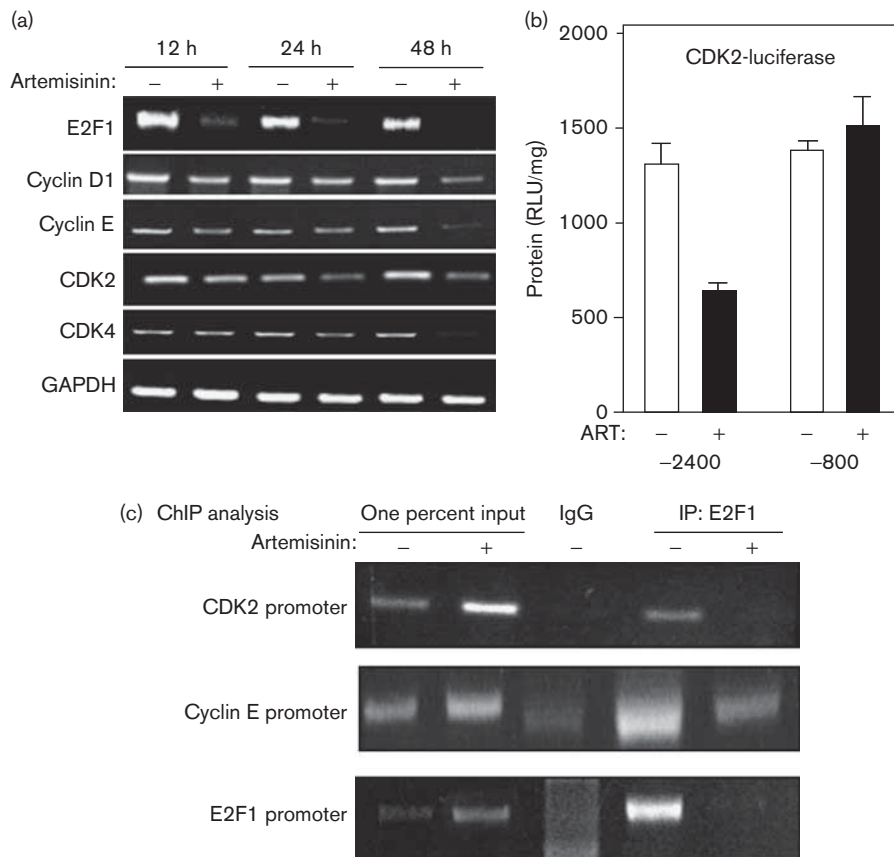 (a)
12 h 24 h 48 h
Artemisinin: – + – + – +
E2F1
Cyclin D1
Cyclin E
CDK2
CDK4
GAPDH
(b)
CDK2-luciferase
Protein (RLU/mg)
2000
1500
1000
500
0
ART: – + – +
–2400 –800
(c) ChIP analysis One percent input IgG IP: E2F1
Artemisinin: – + – – +
CDK2 promoter
Cyclin E promoter
E2F1 promoter